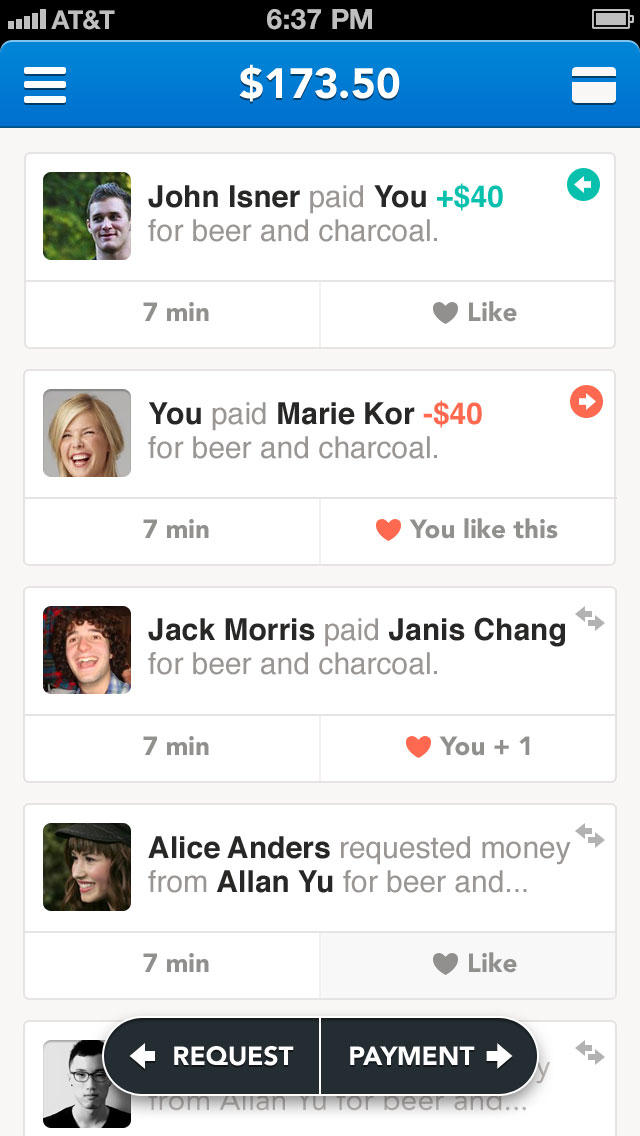 AT&T 6:37 PM
$173.50
John Isner paid You +$40
for beer and charcoal.
7 min Like
You paid Marie Kor -$40
for beer and charcoal.
7 min You like this
Jack Morris paid Janis Chang
for beer and charcoal.
7 min You + 1
Alice Anders requested money
from Allan Yu for beer and...
7 min Like
REQUEST PAYMENT
from Allan Yu for beer and...